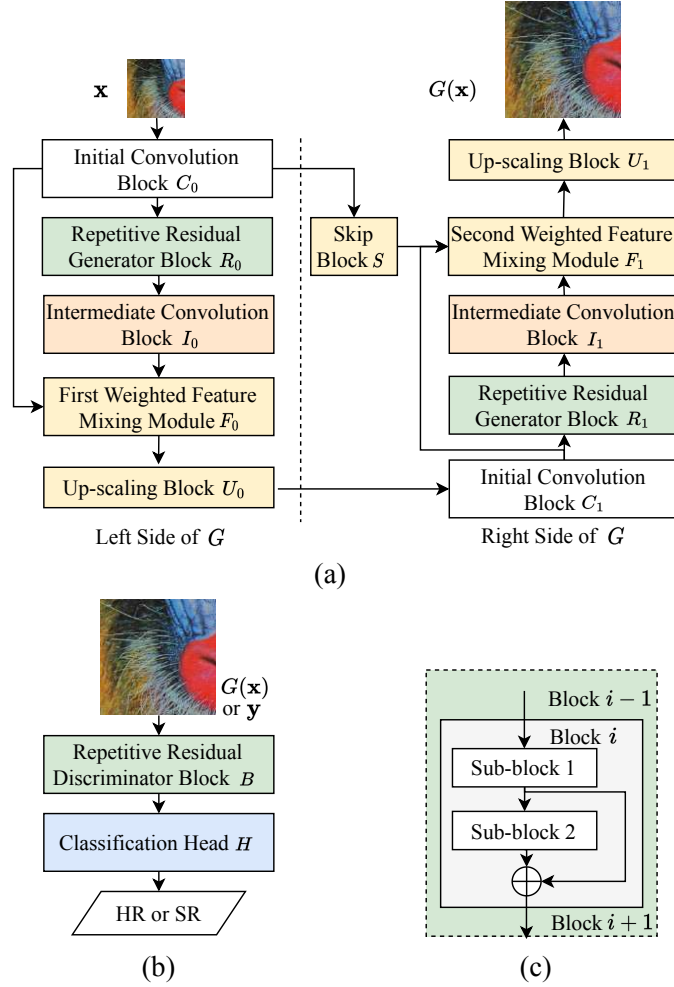 x
Initial Convolution
Block C₀
Repetitive Residual
Generator Block R₀
Intermediate Convolution
Block I₀
First Weighted Feature
Mixing Module F₀
Up-scaling Block U₀
Left Side of G
Skip
Block S
G(x)
Up-scaling Block U₁
Second Weighted Feature
Mixing Module F₁
Intermediate Convolution
Block I₁
Repetitive Residual
Generator Block R₁
Initial Convolution
Block C₁
Right Side of G
(a)
G(x)
or y
Repetitive Residual
Discriminator Block B
Classification Head H
HR or SR
(b)
Block i − 1
Block i
Sub-block 1
Sub-block 2
Block i + 1
(c)